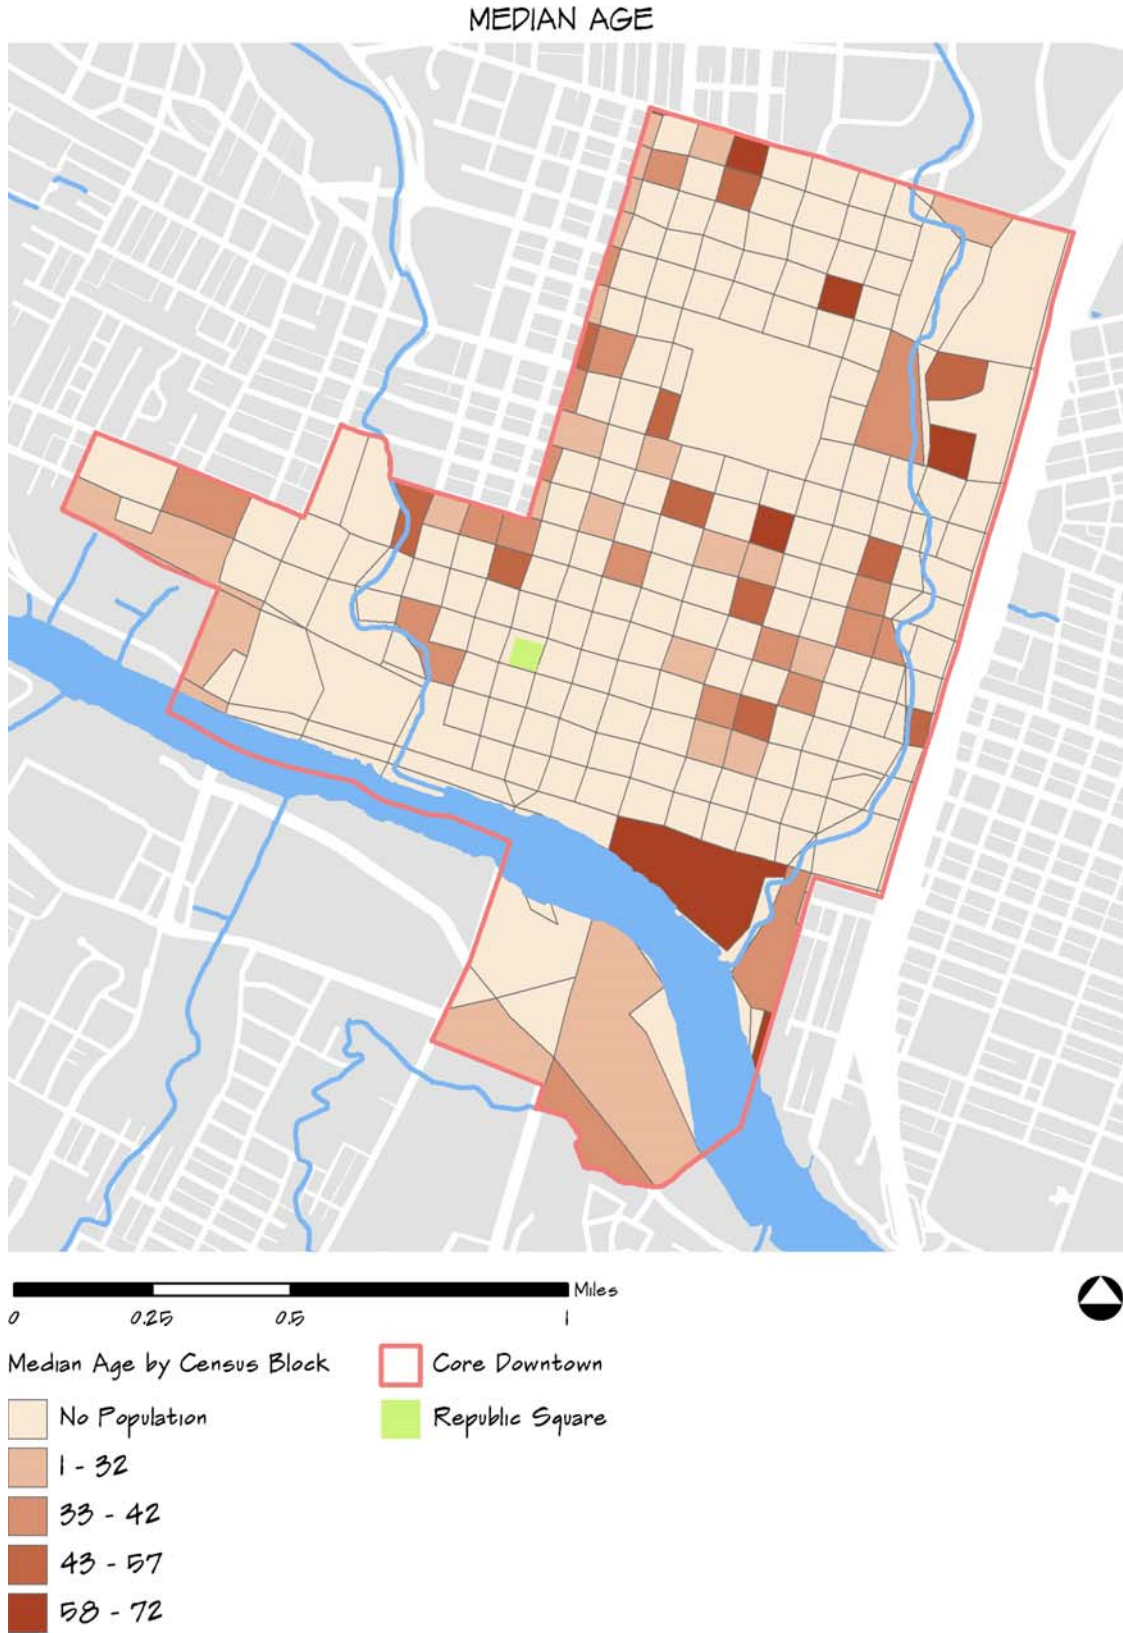 MEDIAN AGE
Miles
0 0.25 0.5 1
Median Age by Census Block
Core Downtown
No Population
Republic Square
1 - 32
33 - 42
43 - 57
58 - 72